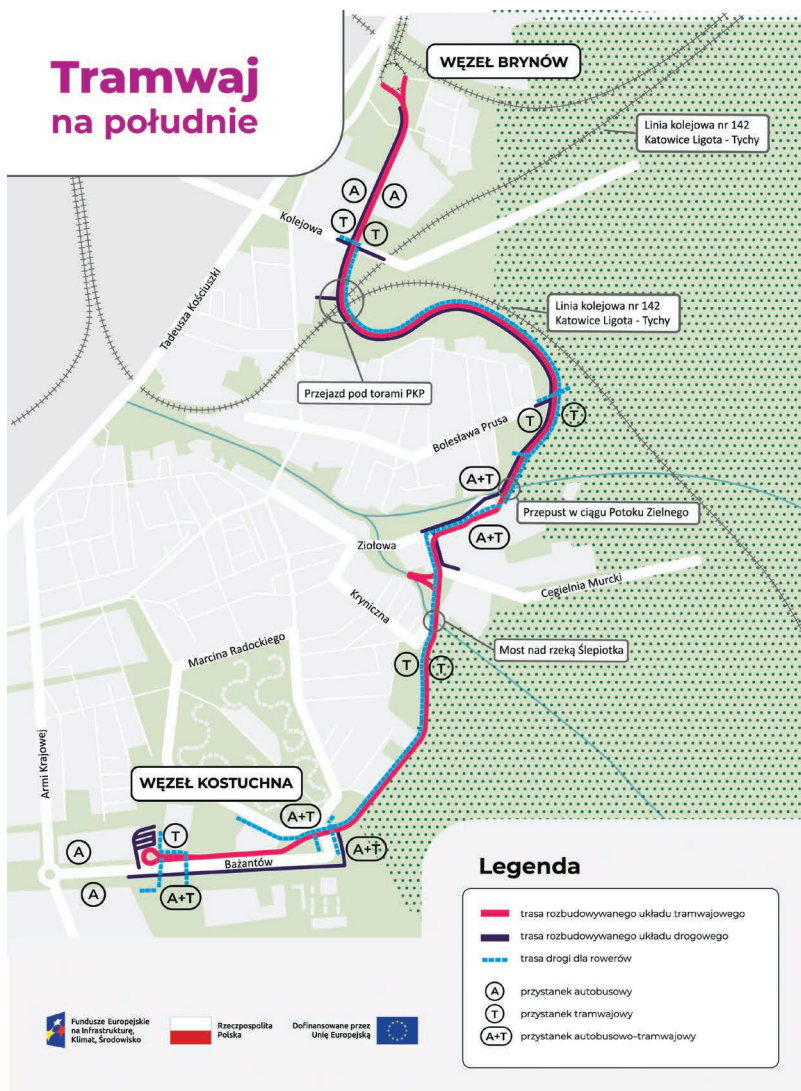 Tramwaj
na południe
WĘZEŁ BRYNÓW
Linia kolejowa nr 142
Katowice Ligota - Tychy
A
A
T
T
Kolejowa
Tadeusza Kościuszki
Linia kolejowa nr 142
Katowice Ligota - Tychy
Przejazd pod torami PKP
Bolesława Prusa
T
T
A+T
Przepust w ciągu Potoku Zielnego
A+T
Ziołowa
Cegielnia Murcki
Kryniczna
Marcina Radockiego
Most nad rzeką Ślepiotka
T
T
Armi Krajowej
WĘZEŁ KOSTUCHNA
A+T
T
A
Bażantów
A+T
A
A+T
Legenda
trasa rozbudowywanego układu tramwajowego
trasa rozbudowywanego układu drogowego
trasa drogi dla rowerów
A przystanek autobusowy
T przystanek tramwajowy
A+T przystanek autobusowo-tramwajowy
Fundusze Europejskie
na Infrastrukturę,
Klimat, Środowisko
Rzeczpospolita
Polska
Dofinansowane przez
Unię Europejską